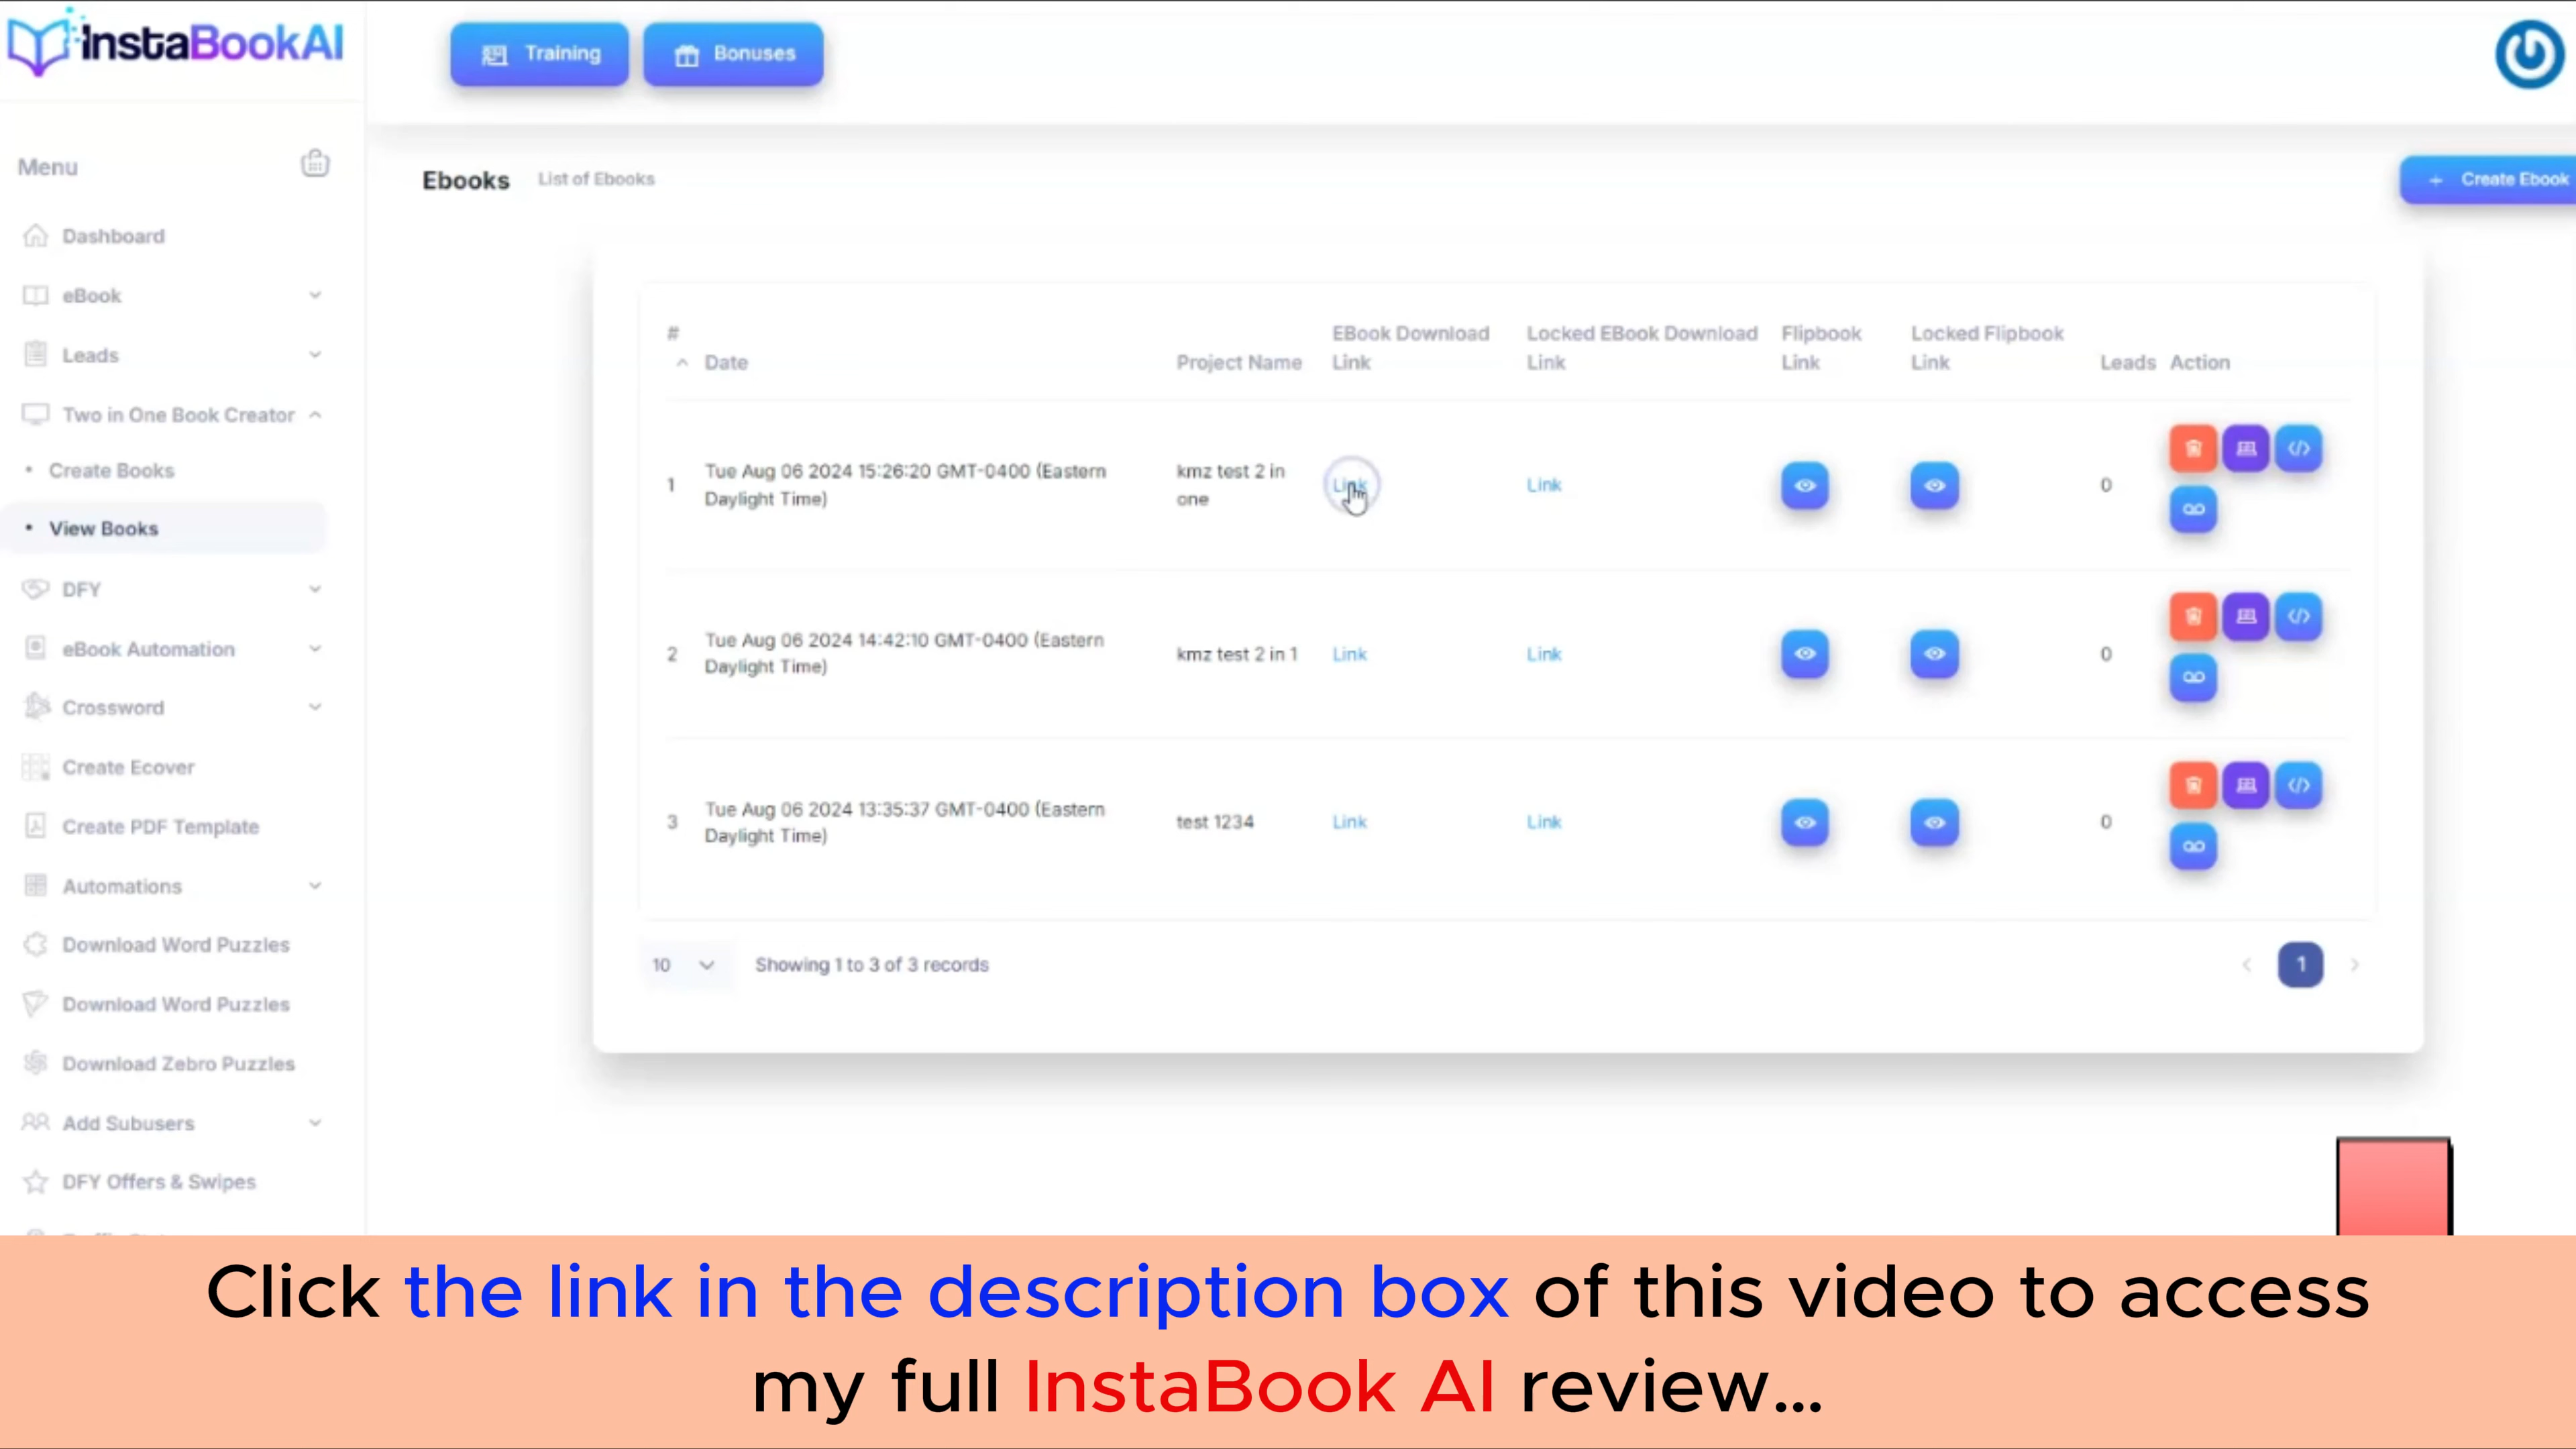 InstaBookAI
Training
Bonuses
Menu
Ebooks
List of Ebooks
+ Create Ebook
Dashboard
eBook
Leads
Two in One Book Creator
• Create Books
• View Books
DFY
eBook Automation
Crossword
Create Ecover
Create PDF Template
Automations
Download Word Puzzles
Download Word Puzzles
Download Zebro Puzzles
Add Subusers
DFY Offers & Swipes
#
Date
Project Name
EBook Download
Link
Locked EBook Download
Link
Flipbook
Link
Locked Flipbook
Link
Leads
Action
1
Tue Aug 06 2024 15:26:20 GMT-0400 (Eastern
Daylight Time)
kmz test 2 in
one
Link
Link
0
2
Tue Aug 06 2024 14:42:10 GMT-0400 (Eastern
Daylight Time)
kmz test 2 in 1
Link
Link
0
3
Tue Aug 06 2024 13:35:37 GMT-0400 (Eastern
Daylight Time)
test 1234
Link
Link
0
10
Showing 1 to 3 of 3 records
1
Click the link in the description box of this video to access
my full InstaBook AI review...